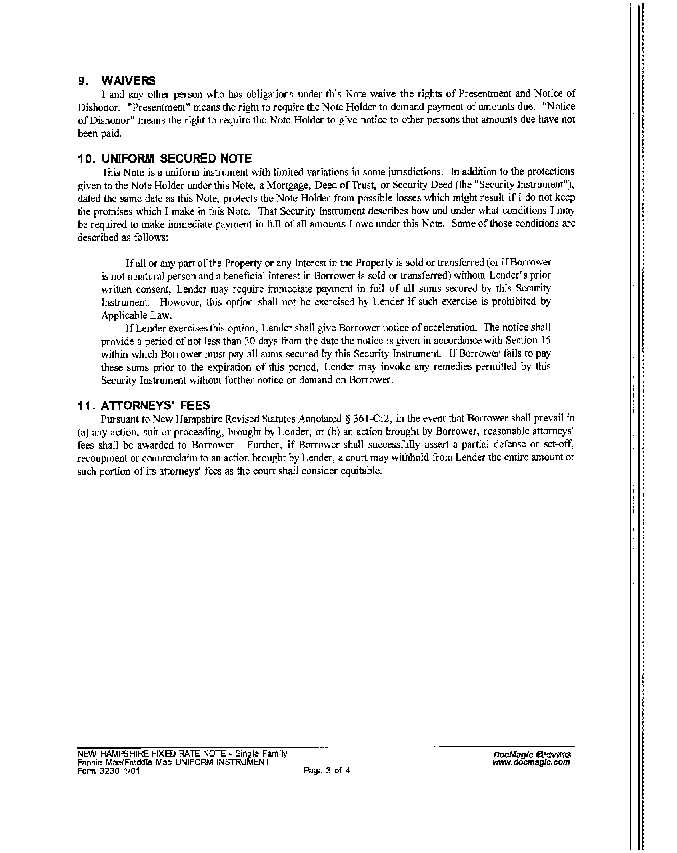 9. WAIVERS
I and any other person who has obligations under this Note waive the rights of Presentment and Notice of
Dishonor. "Presentment" means the right to require the Note Holder to demand payment of amounts due. "Notice
of Dishonor" means the right to require the Note Holder to give notice to other persons that amounts due have not
been paid.
10. UNIFORM SECURED NOTE
This Note is a uniform instrument with limited variations in some jurisdictions. In addition to the protections
given to the Note Holder under this Note, a Mortgage, Deed of Trust, or Security Deed (the "Security Instrument"),
dated the same date as this Note, protects the Note Holder from possible losses which might result if I do not keep
the promises which I make in this Note. That Security Instrument describes how and under what conditions I may
be required to make immediate payment in full of all amounts I owe under this Note. Some of those conditions are
described as follows:
If all or any part of the Property or any Interest in the Property is sold or transferred (or if Borrower
is not a natural person and a beneficial interest in Borrower is sold or transferred) without Lender's prior
written consent, Lender may require immediate payment in full of all sums secured by this Security
Instrument. However, this option shall not be exercised by Lender if such exercise is prohibited by
Applicable Law.
If Lender exercises this option, Lender shall give Borrower notice of acceleration. The notice shall
provide a period of not less than 30 days from the date the notice is given in accordance with Section 15
within which Borrower must pay all sums secured by this Security Instrument. If Borrower fails to pay
these sums prior to the expiration of this period, Lender may invoke any remedies permitted by this
Security Instrument without further notice or demand on Borrower.
11. ATTORNEYS' FEES
Pursuant to New Hampshire Revised Statutes Annotated § 361-C:2, in the event that Borrower shall prevail in
(a) any action, suit or proceeding, brought by Lender, or (b) an action brought by Borrower, reasonable attorneys'
fees shall be awarded to Borrower. Further, if Borrower shall successfully assert a partial defense or set-off,
recoupment or counterclaim to an action brought by Lender, a court may withhold from Lender the entire amount or
such portion of its attorneys' fees as the court shall consider equitable.
NEW HAMPSHIRE FIXED RATE NOTE - Single Family
Fannie Mae/Freddie Mac UNIFORM INSTRUMENT
Form 3230 1/01
Page 3 of 4
DocMagic
www.docmagic.com